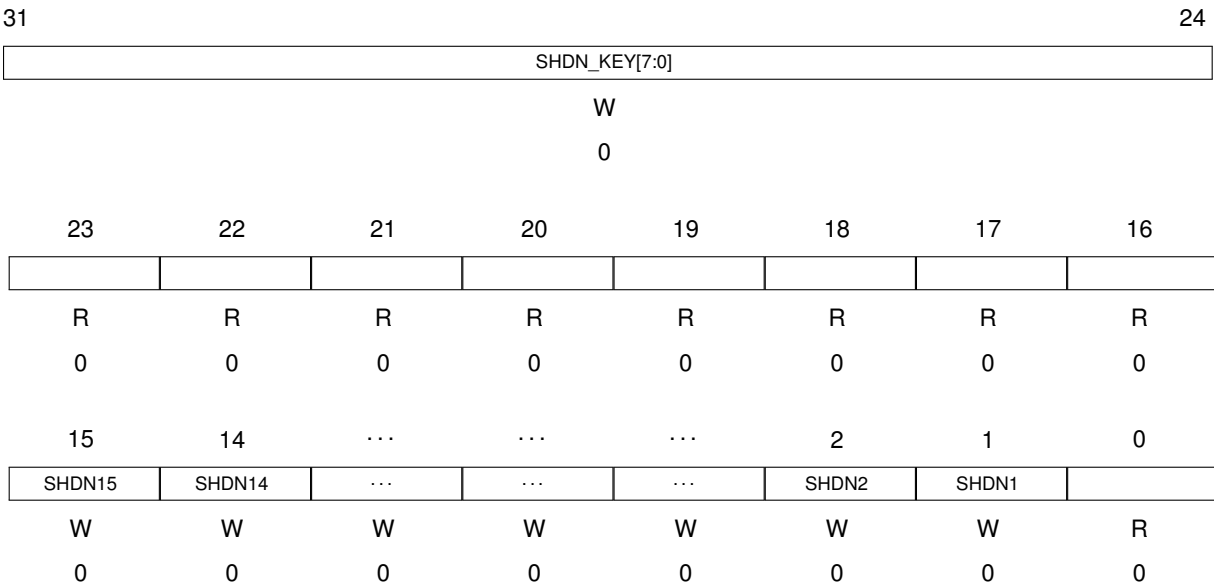 31 24
SHDN_KEY[7:0]
W
0
23 22 21 20 19 18 17 16
R R R R R R R R
0 0 0 0 0 0 0 0
15 14 ... ... ... 2 1 0
SHDN15 SHDN14 ... ... ... SHDN2 SHDN1
W W W W W W W R
0 0 0 0 0 0 0 0